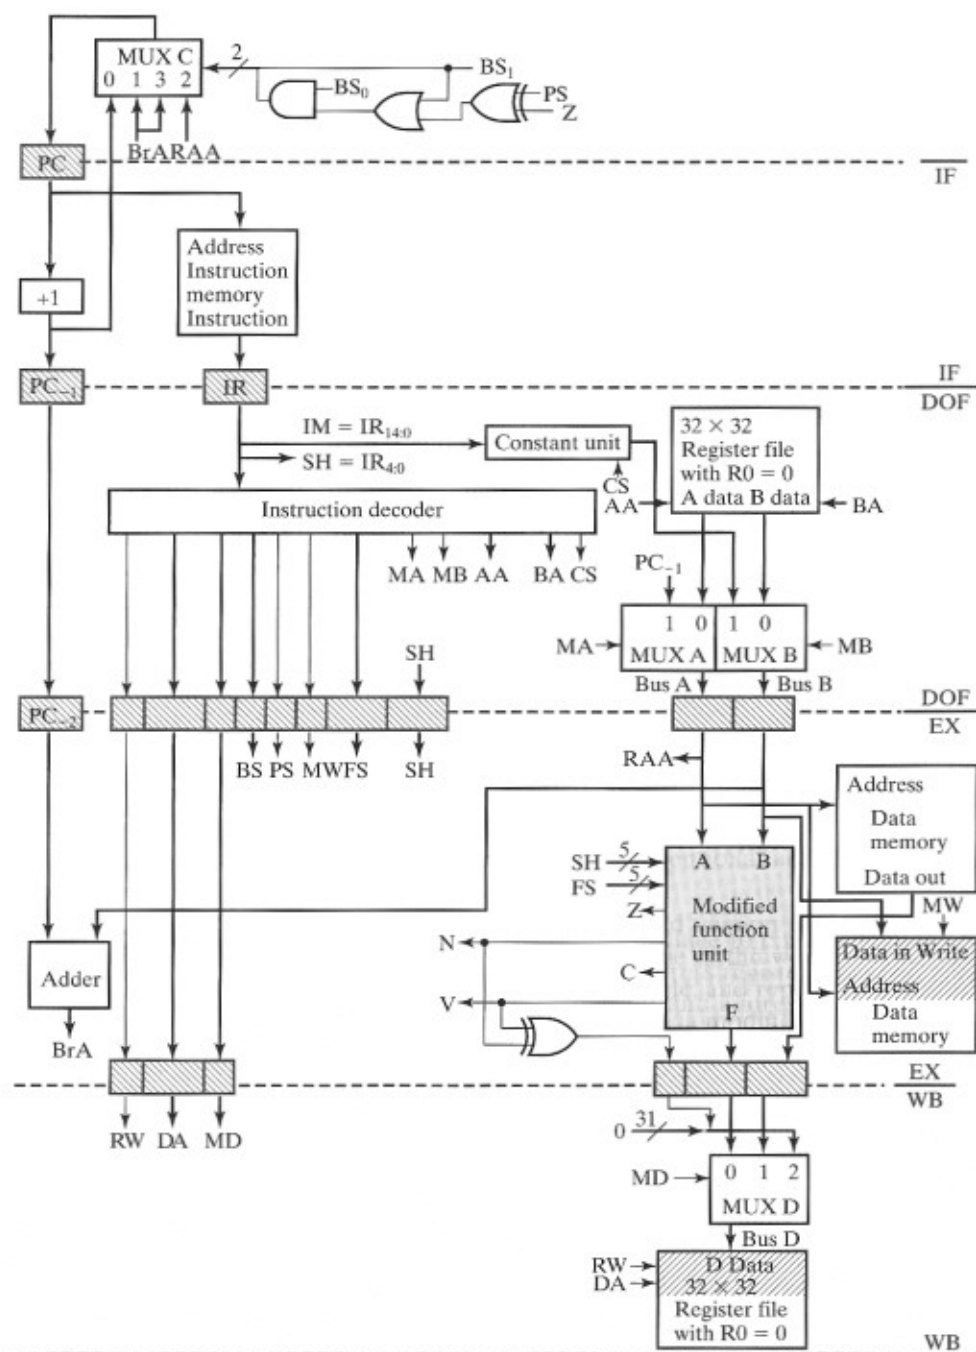 MUX C
0 1 3 2
2
BS₁
BS₀
PS
Z
BrA RAA
PC
IF
Address
Instruction
memory
Instruction
+1
PC₋₁
IR
IF
DOF
IM = IR₁₄:₀
SH = IR₄:₀
Constant unit
CS
32 × 32
Register file
with R0 = 0
A data B data
AA
BA
Instruction decoder
MA MB AA BA CS
PC₋₁
1 0 1 0
MUX A MUX B
MA
MB
SH
Bus A
Bus B
PC₋₂
DOF
EX
BS PS MW FS SH
RAA
Address
Data
memory
Data out
SH 5
FS 5
A B
Z
Modified
function
unit
MW
N
C
V
F
Data in Write
Address
Data
memory
Adder
BrA
EX
WB
RW DA MD
0 31
MD
0 1 2
MUX D
Bus D
RW
DA
D Data
32 × 32
Register file
with R0 = 0
WB